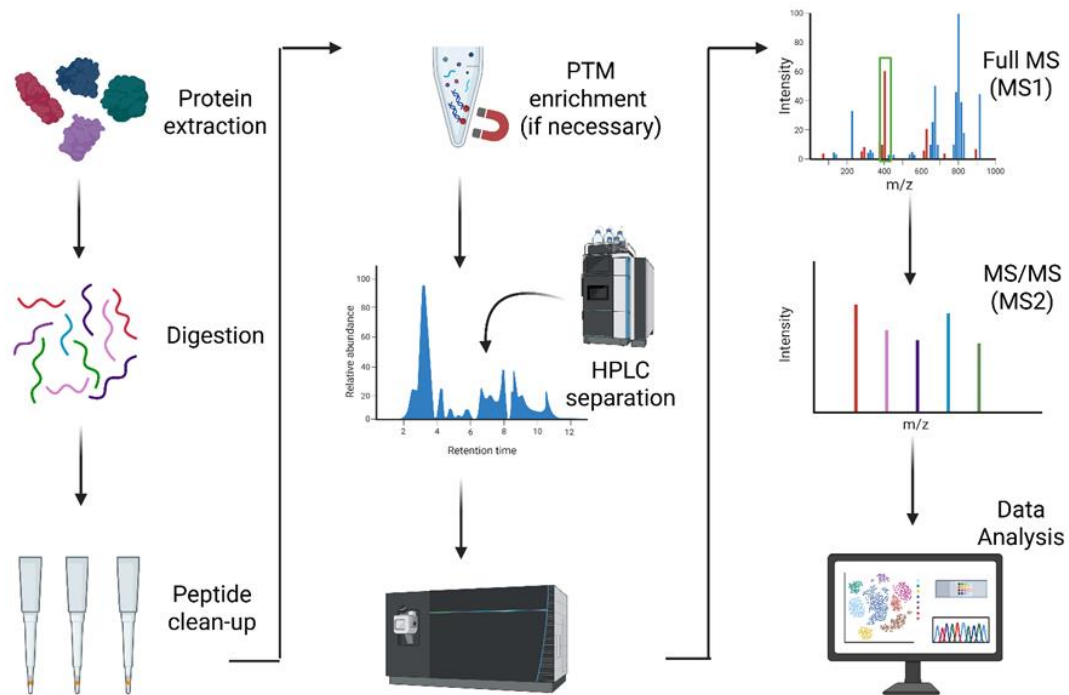 Protein
extraction
Digestion
Peptide
clean-up
PTM
enrichment
(if necessary)
Relative abundance
100
80
60
40
20
0
2 4 6 8 10 12
Retention time
HPLC
separation
Full MS
(MS1)
Intensity
100
80
60
40
20
0
200 400 600 800 1000
m/z
MS/MS
(MS2)
Intensity
m/z
Data
Analysis